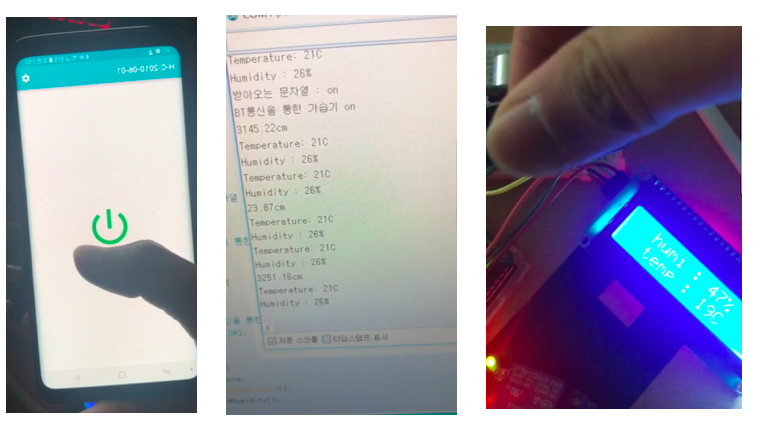 H-C-2010-06-01
Temperature: 21C
Humidity : 26%
받아오는 문자열 : on
BT통신을 통한 가습기 on
3145.22cm
Temperature: 21C
Humidity : 26%
Temperature: 21C
Humidity : 26%
23.87cm
Temperature: 21C
Humidity : 26%
Temperature: 21C
Humidity : 26%
3251.16cm
Temperature: 21C
Humidity : 26%
자동 스크롤 타임스탬프 표시
humi : 47%
temp : 19C